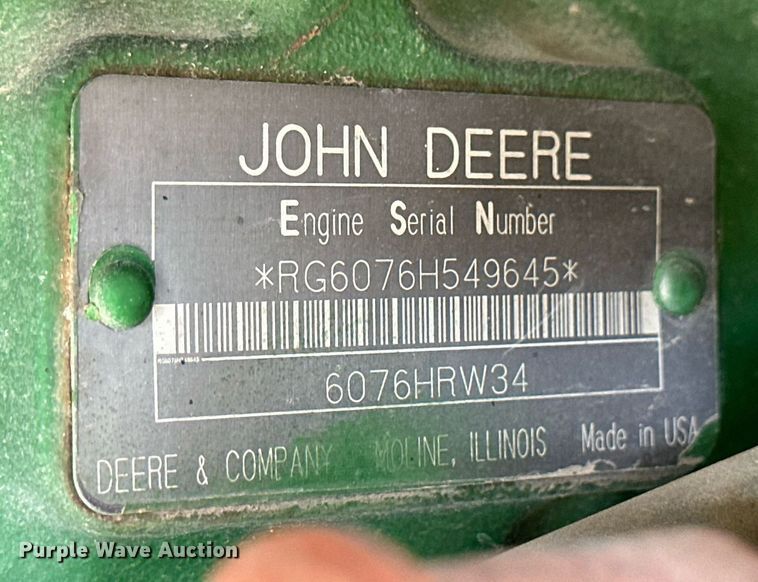 JOHN DEERE
Engine Serial Number
*RG6076H549645*
6076HRW34
DEERE & COMPANY MOLINE, ILLINOIS Made in USA
Purple Wave Auction